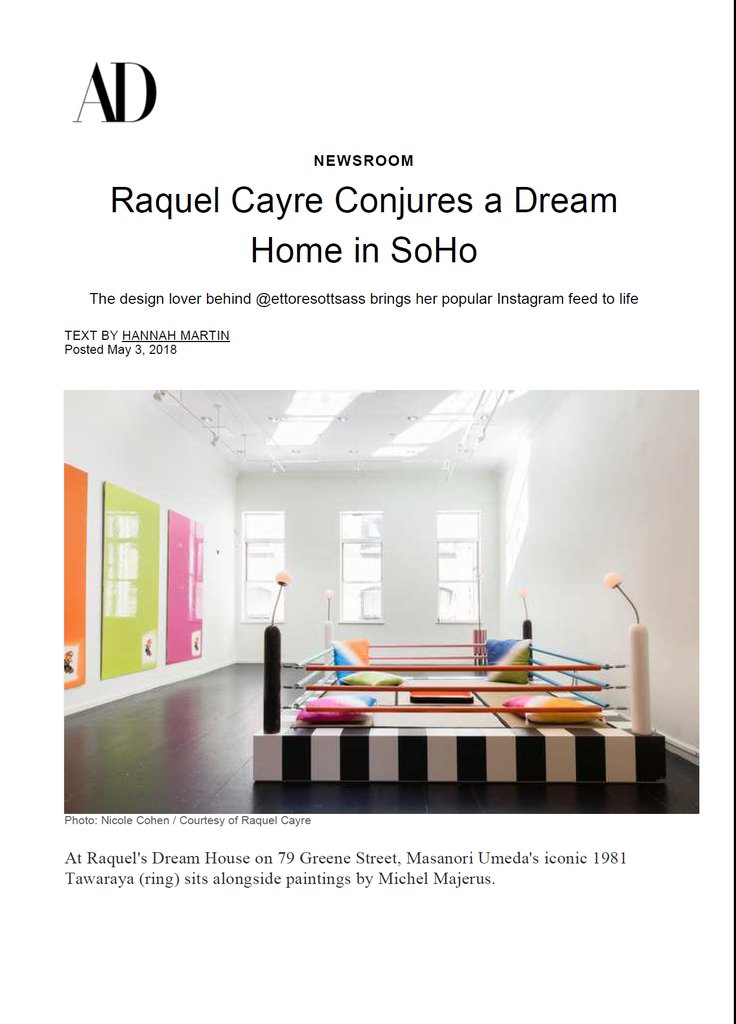 AD
NEWSROOM
Raquel Cayre Conjures a Dream
Home in SoHo
The design lover behind @ettoresottsass brings her popular Instagram feed to life
TEXT BY HANNAH MARTIN
Posted May 3, 2018
Photo: Nicole Cohen / Courtesy of Raquel Cayre
At Raquel's Dream House on 79 Greene Street, Masanori Umeda's iconic 1981
Tawaraya (ring) sits alongside paintings by Michel Majerus.